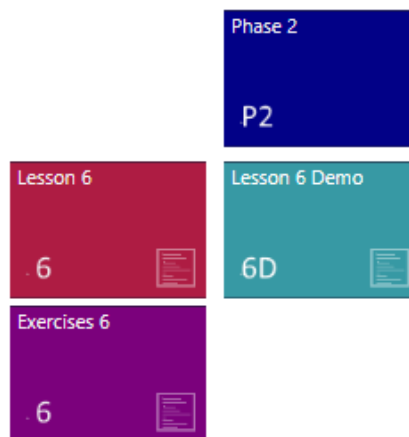 Phase 2
P2
Lesson 6
6
Lesson 6 Demo
6D
Exercises 6
6